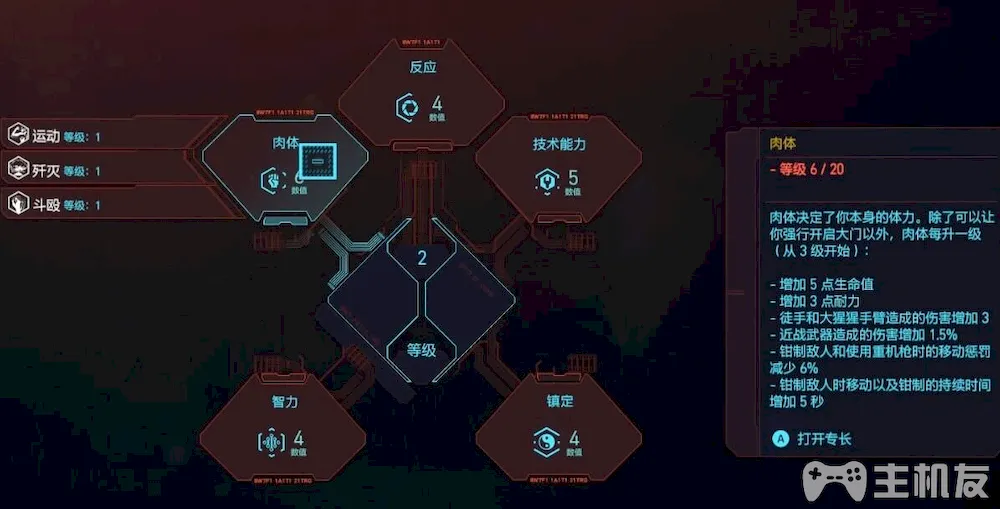 反应
4
数值
运动 等级: 1
歼灭 等级: 1
斗殴 等级: 1
肉体
6
数值
技术能力
5
数值
2
等级
智力
4
数值
镇定
4
数值
肉体
- 等级 6 / 20
肉体决定了你本身的体力。除了可以让
你强行开启大门以外，肉体每升一级
（从 3 级开始）:
- 增加 5 点生命值
- 增加 3 点耐力
- 徒手和大猩猩手臂造成的伤害增加 3
- 近战武器造成的伤害增加 1.5%
- 钳制敌人和使用重机枪时的移动惩罚
减少 6%
- 钳制敌人时移动以及钳制的持续时间
增加 5 秒
A 打开专长
主机友